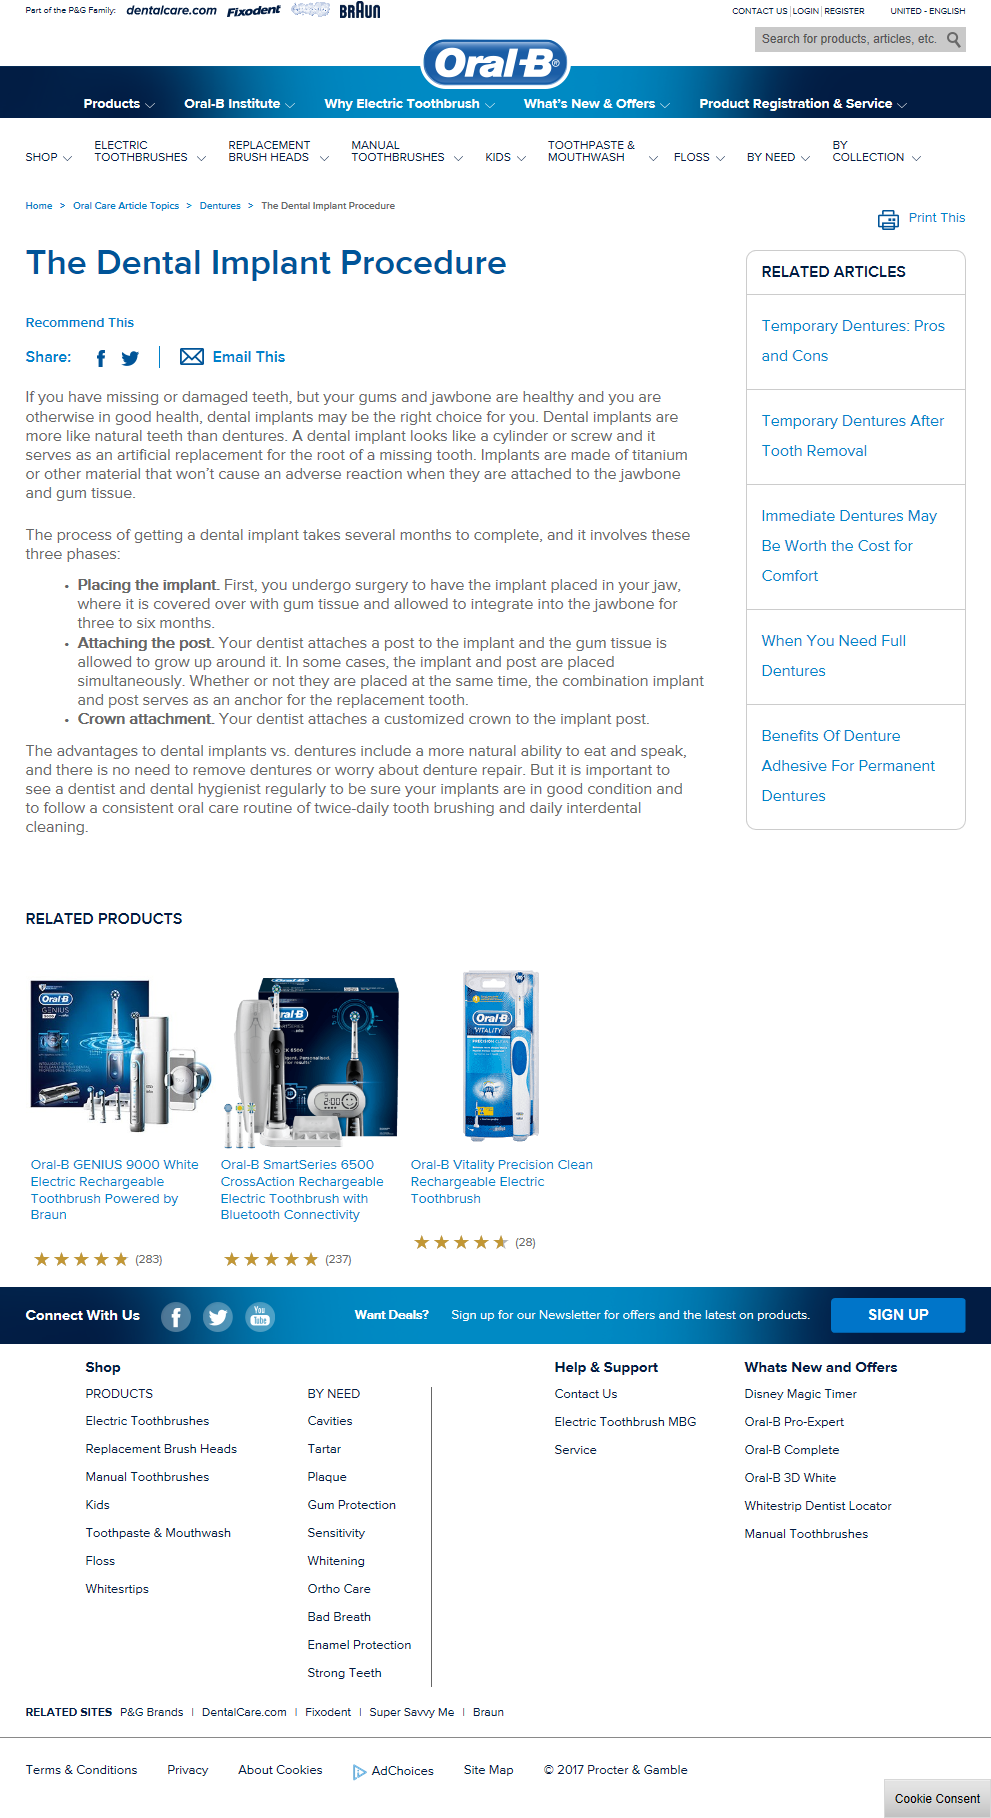 Part of the P&G Family: dentalcare.com Fixodent BRAUN
CONTACT US | LOGIN | REGISTER UNITED - ENGLISH
Search for products, articles, etc.
Oral-B®
Products Oral-B Institute Why Electric Toothbrush What's New & Offers Product Registration & Service
SHOP ELECTRIC TOOTHBRUSHES REPLACEMENT BRUSH HEADS MANUAL TOOTHBRUSHES KIDS TOOTHPASTE & MOUTHWASH FLOSS BY NEED BY COLLECTION
Home > Oral Care Article Topics > Dentures > The Dental Implant Procedure
Print This
The Dental Implant Procedure
Recommend This
Share: Email This
If you have missing or damaged teeth, but your gums and jawbone are healthy and you are
otherwise in good health, dental implants may be the right choice for you. Dental implants are
more like natural teeth than dentures. A dental implant looks like a cylinder or screw and it
serves as an artificial replacement for the root of a missing tooth. Implants are made of titanium
or other material that won't cause an adverse reaction when they are attached to the jawbone
and gum tissue.
The process of getting a dental implant takes several months to complete, and it involves these
three phases:
• Placing the implant. First, you undergo surgery to have the implant placed in your jaw,
where it is covered over with gum tissue and allowed to integrate into the jawbone for
three to six months.
• Attaching the post. Your dentist attaches a post to the implant and the gum tissue is
allowed to grow up around it. In some cases, the implant and post are placed
simultaneously. Whether or not they are placed at the same time, the combination implant
and post serves as an anchor for the replacement tooth.
• Crown attachment. Your dentist attaches a customized crown to the implant post.
The advantages to dental implants vs. dentures include a more natural ability to eat and speak,
and there is no need to remove dentures or worry about denture repair. But it is important to
see a dentist and dental hygienist regularly to be sure your implants are in good condition and
to follow a consistent oral care routine of twice-daily tooth brushing and daily interdental
cleaning.
RELATED ARTICLES
Temporary Dentures: Pros
and Cons
Temporary Dentures After
Tooth Removal
Immediate Dentures May
Be Worth the Cost for
Comfort
When You Need Full
Dentures
Benefits Of Denture
Adhesive For Permanent
Dentures
RELATED PRODUCTS
Oral-B
GENIUS
Oral-B
6500
2:00
Oral-B
VITALITY
PRECISION CLEAN
Oral-B GENIUS 9000 White
Electric Rechargeable
Toothbrush Powered by
Braun
(283)
Oral-B SmartSeries 6500
CrossAction Rechargeable
Electric Toothbrush with
Bluetooth Connectivity
(237)
Oral-B Vitality Precision Clean
Rechargeable Electric
Toothbrush
(28)
Connect With Us You Tube Want Deals? Sign up for our Newsletter for offers and the latest on products. SIGN UP
Shop
PRODUCTS
Electric Toothbrushes
Replacement Brush Heads
Manual Toothbrushes
Kids
Toothpaste & Mouthwash
Floss
Whitesrtips
BY NEED
Cavities
Tartar
Plaque
Gum Protection
Sensitivity
Whitening
Ortho Care
Bad Breath
Enamel Protection
Strong Teeth
Help & Support
Contact Us
Electric Toothbrush MBG
Service
Whats New and Offers
Disney Magic Timer
Oral-B Pro-Expert
Oral-B Complete
Oral-B 3D White
Whitestrip Dentist Locator
Manual Toothbrushes
RELATED SITES P&G Brands | DentalCare.com | Fixodent | Super Savvy Me | Braun
Terms & Conditions Privacy About Cookies AdChoices Site Map © 2017 Procter & Gamble
Cookie Consent